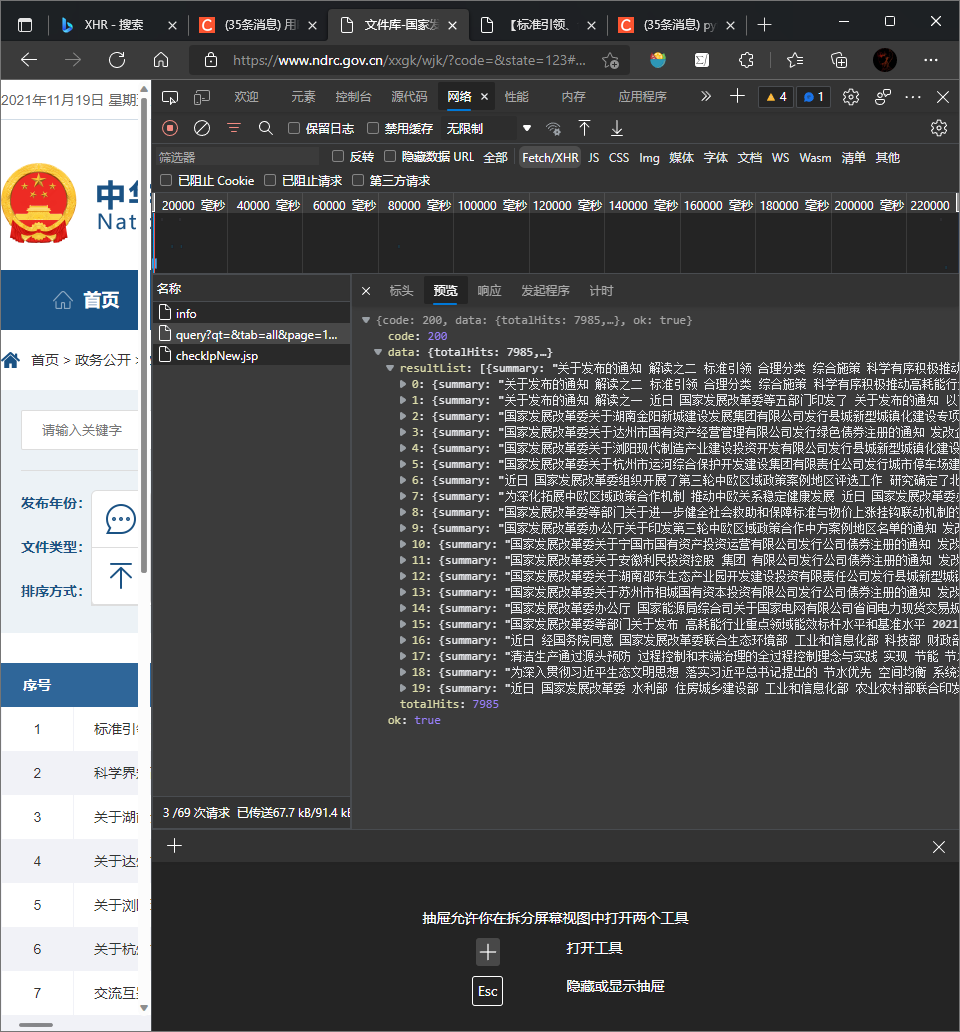 XHR - 搜索
(35条消息) 用
文件库-国家发
【标准引领、
(35条消息) py
https://www.ndrc.gov.cn/xxgk/wjk/?code=&state=123#...
2021年11月19日 星期
中华
Nat
首页
首页 > 政务公开 >
请输入关键字
发布年份:
文件类型:
排序方式:
序号
1 标准引领
2 科学界
3 关于湖南
4 关于达州
5 关于浏阳
6 关于杭州
7 交流互鉴
欢迎 元素 控制台 源代码 网络 性能 内存 应用程序 4 1
保留日志 禁用缓存 无限制
筛选器 反转 隐藏数据 URL 全部 Fetch/XHR JS CSS Img 媒体 字体 文档 WS Wasm 清单 其他
已阻止 Cookie 已阻止请求 第三方请求
20000 毫秒 40000 毫秒 60000 毫秒 80000 毫秒 100000 毫秒 120000 毫秒 140000 毫秒 160000 毫秒 180000 毫秒 200000 毫秒 220000
名称
info
query?qt=&tab=all&page=1...
checkIpNew.jsp
3 /69 次请求 已传送67.7 kB/91.4 kB
标头 预览 响应 发起程序 计时
{code: 200, data: {totalHits: 7985,…}, ok: true}
code: 200
data: {totalHits: 7985,…}
resultList: [{summary: "关于发布的通知 解读之二 标准引领 合理分类 综合施策 科学有序积极推动
0: {summary: "关于发布的通知 解读之二 标准引领 合理分类 综合施策 科学有序积极推动高耗能行业
1: {summary: "关于发布的通知 解读之一 近日 国家发展改革委等五部门印发了 关于发布的通知 以下
2: {summary: "国家发展改革委关于湖南金阳新城建设发展集团有限公司发行县城新型城镇化建设专项
3: {summary: "国家发展改革委关于达州市国有资产经营管理有限公司发行绿色债券注册的通知 发改企
4: {summary: "国家发展改革委关于浏阳现代制造产业建设投资开发有限公司发行县城新型城镇化建设
5: {summary: "国家发展改革委关于杭州市运河综合保护开发建设集团有限责任公司发行城市停车场建
6: {summary: "近日 国家发展改革委组织开展了第三轮中欧区域政策案例地区评选工作 研究确定了北
7: {summary: "为深化拓展中欧区域政策合作机制 推动中欧关系稳定健康发展 近日 国家发展改革委办
8: {summary: "国家发展改革委等部门关于进一步健全社会救助和保障标准与物价上涨挂钩联动机制的
9: {summary: "国家发展改革委办公厅关于印发第三轮中欧区域政策合作中方案例地区名单的通知 发改
10: {summary: "国家发展改革委关于宁国市国有资产投资运营有限公司发行公司债券注册的通知 发改
11: {summary: "国家发展改革委关于安徽利民投资控股 集团 有限公司发行公司债券注册的通知 发改
12: {summary: "国家发展改革委关于湖南邵东生态产业园开发建设投资有限责任公司发行县城新型城镇
13: {summary: "国家发展改革委关于苏州市相城国有资本投资有限公司发行公司债券注册的通知 发改
14: {summary: "国家发展改革委办公厅 国家能源局综合司关于国家电网有限公司省间电力现货交易规
15: {summary: "国家发展改革委等部门关于发布 高耗能行业重点领域能效标杆水平和基准水平 2021
16: {summary: "近日 经国务院同意 国家发展改革委联合生态环境部 工业和信息化部 科技部 财政部
17: {summary: "清洁生产通过源头预防 过程控制和末端治理的全过程控制理念与实践 实现 节能 节水
18: {summary: "为深入贯彻习近平生态文明思想 落实习近平总书记提出的 节水优先 空间均衡 系统治
19: {summary: "近日 国家发展改革委 水利部 住房城乡建设部 工业和信息化部 农业农村部联合印发
totalHits: 7985
ok: true
抽屉允许你在拆分屏幕视图中打开两个工具
打开工具
Esc 隐藏或显示抽屉